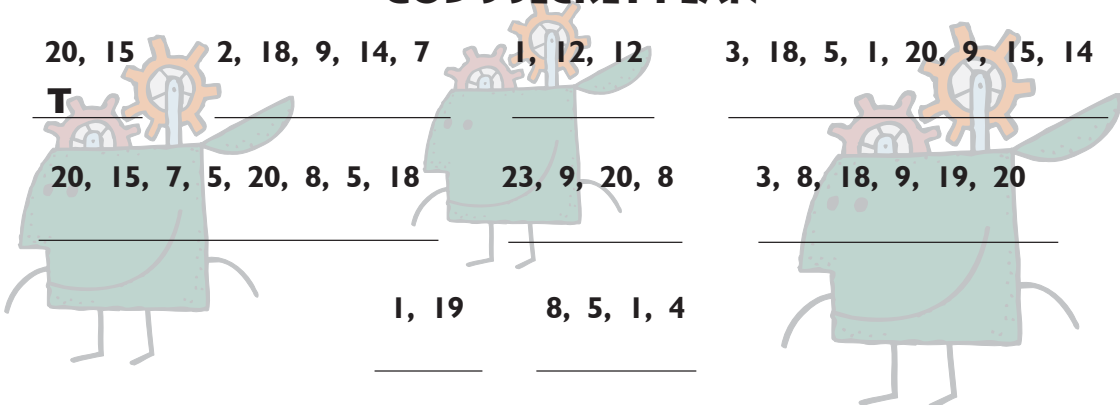 20, 15 2, 18, 9, 14, 7 1, 12, 12 3, 18, 5, 1, 20, 9, 15, 14
T
20, 15, 7, 5, 20, 8, 5, 18 23, 9, 20, 8 3, 8, 18, 9, 19, 20
1, 19 8, 5, 1, 4